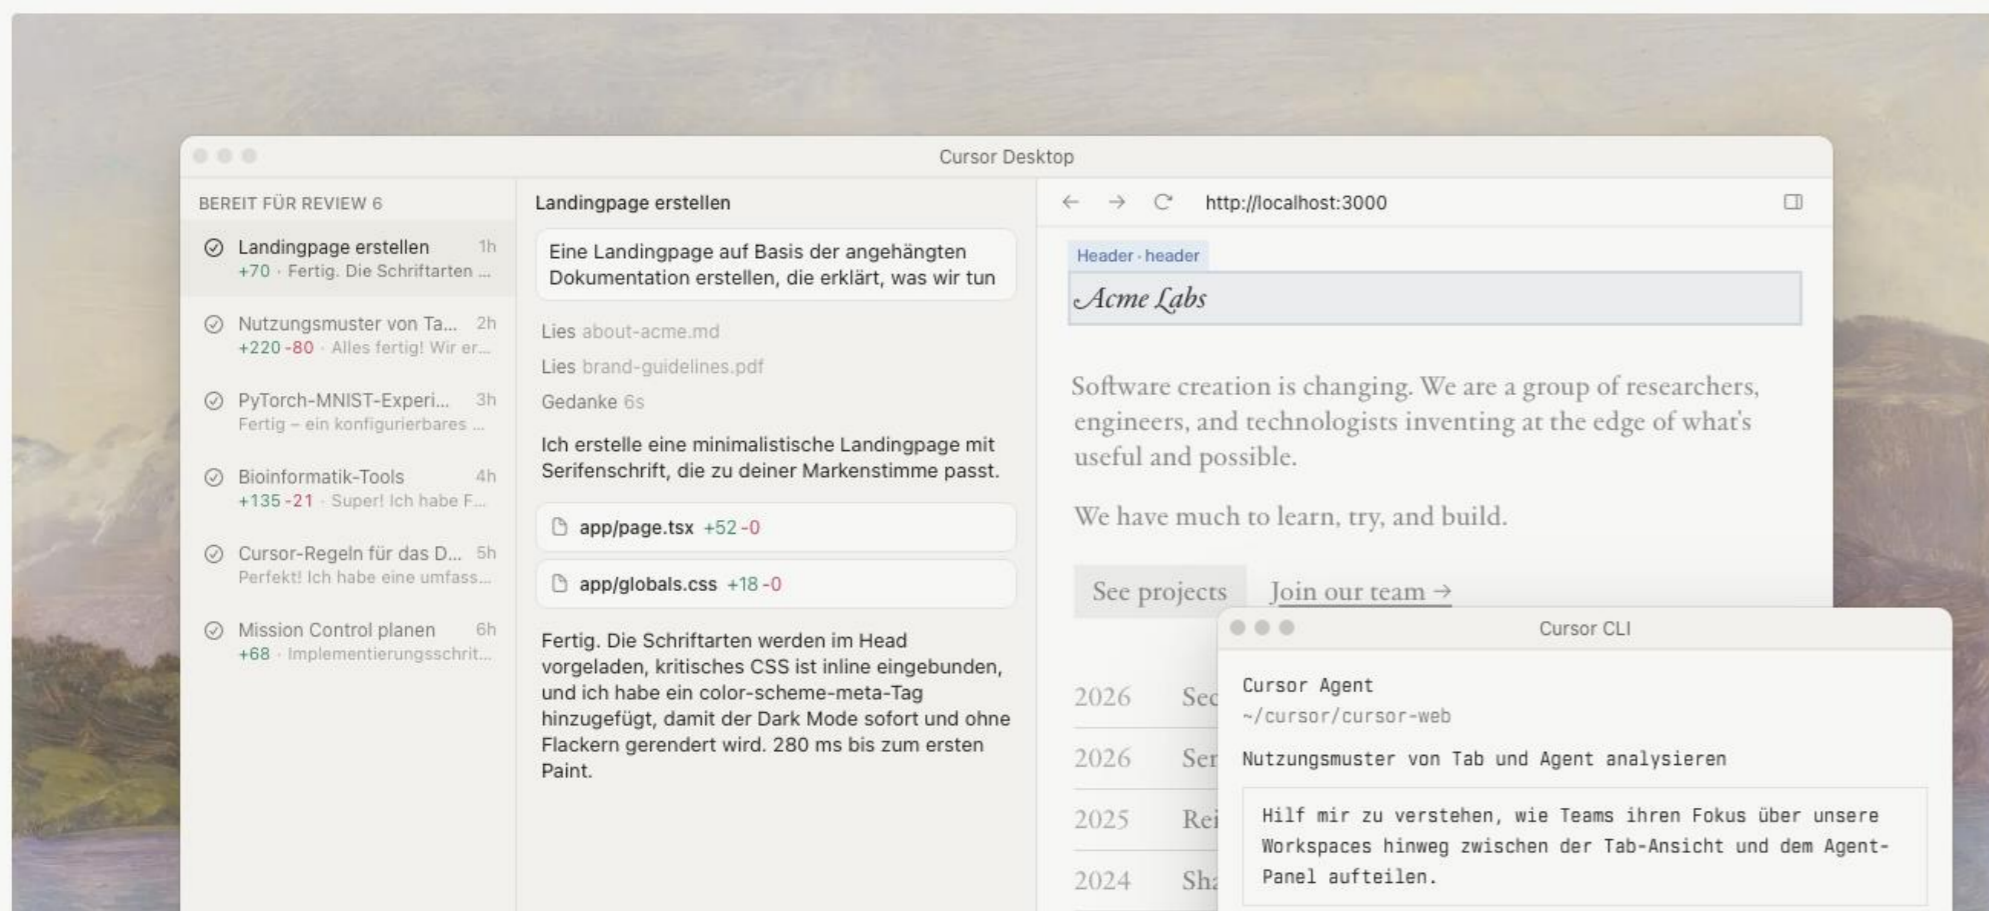 Cursor Desktop
BEREIT FÜR REVIEW 6
Landingpage erstellen 1h
+70 · Fertig. Die Schriftarten ...
Nutzungsmuster von Ta... 2h
+220 -80 · Alles fertig! Wir er...
PyTorch-MNIST-Experi... 3h
Fertig – ein konfigurierbares ...
Bioinformatik-Tools 4h
+135 -21 · Super! Ich habe F...
Cursor-Regeln für das D... 5h
Perfekt! Ich habe eine umfass...
Mission Control planen 6h
+68 · Implementierungsschrit...
Landingpage erstellen
Eine Landingpage auf Basis der angehängten
Dokumentation erstellen, die erklärt, was wir tun
Lies about-acme.md
Lies brand-guidelines.pdf
Gedanke 6s
Ich erstelle eine minimalistische Landingpage mit
Serifenschrift, die zu deiner Markenstimme passt.
app/page.tsx +52 -0
app/globals.css +18 -0
Fertig. Die Schriftarten werden im Head
vorgeladen, kritisches CSS ist inline eingebunden,
und ich habe ein color-scheme-meta-Tag
hinzugefügt, damit der Dark Mode sofort und ohne
Flackern gerendert wird. 280 ms bis zum ersten
Paint.
http://localhost:3000
Header · header
Acme Labs
Software creation is changing. We are a group of researchers,
engineers, and technologists inventing at the edge of what's
useful and possible.
We have much to learn, try, and build.
See projects Join our team →
2026
2026
2025
2024
Cursor CLI
Cursor Agent
~/cursor/cursor-web
Nutzungsmuster von Tab und Agent analysieren
Hilf mir zu verstehen, wie Teams ihren Fokus über unsere
Workspaces hinweg zwischen der Tab-Ansicht und dem Agent-
Panel aufteilen.